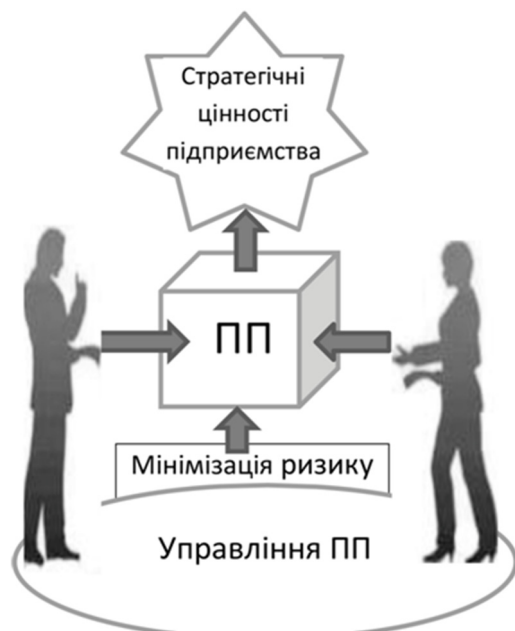 Стратегічні
цінності
підприємства
ПП
Мінімізація ризику
Управління ПП